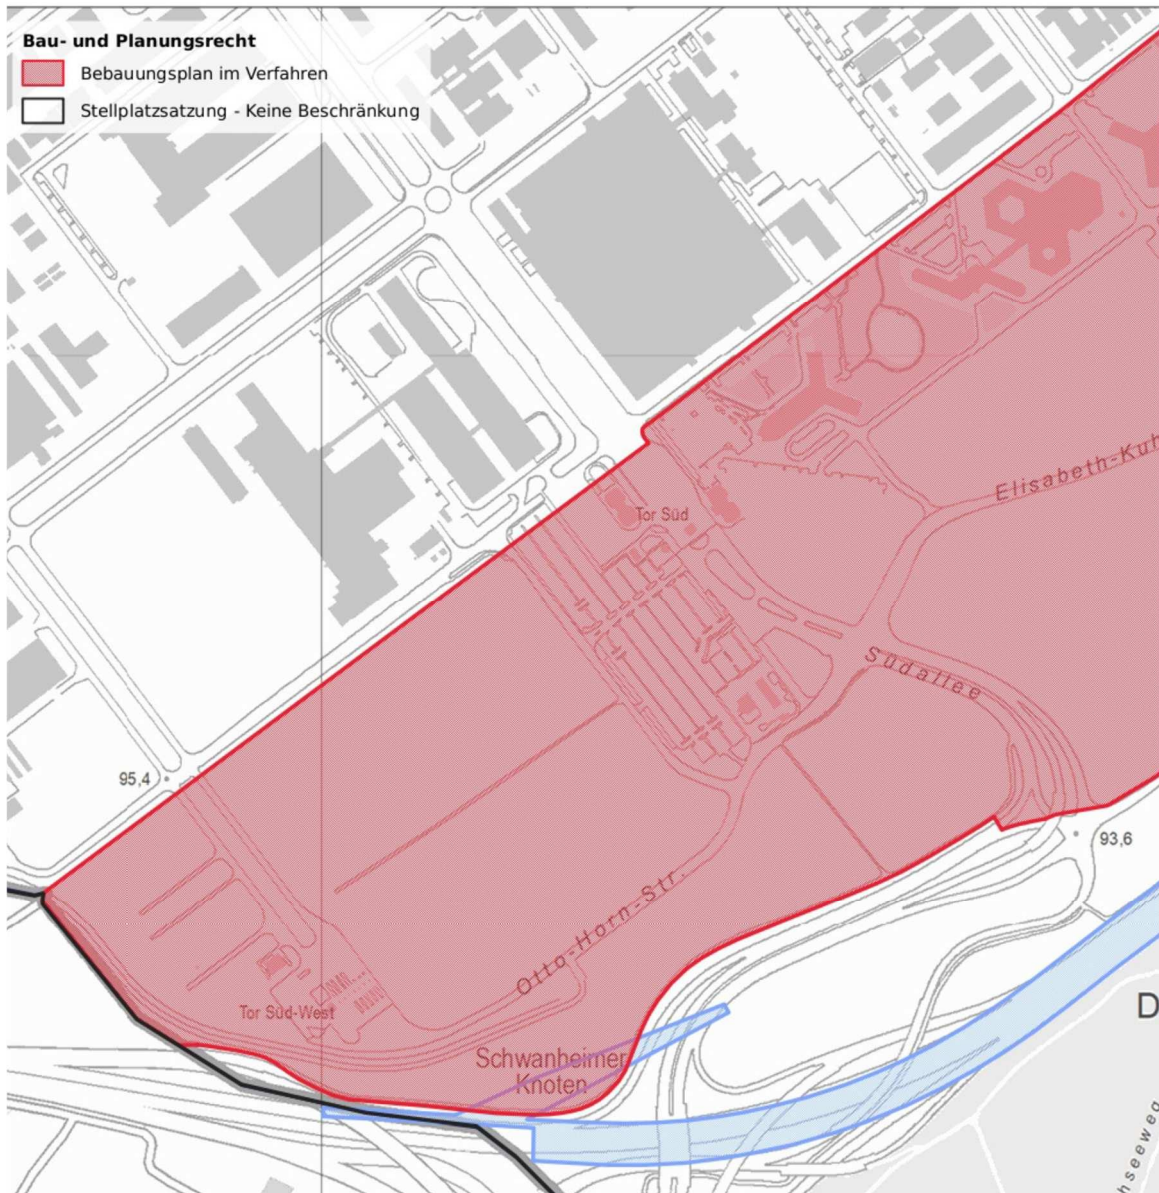 Bau- und Planungsrecht
Bebauungsplan im Verfahren
Stellplatzsatzung - Keine Beschränkung
Elisabeth-Kuh
Tor Süd
Südallee
95,4
93,6
Otto-Horn-Str.
Tor Süd-West
D
Schwanheimer
Knoten
hseeweg